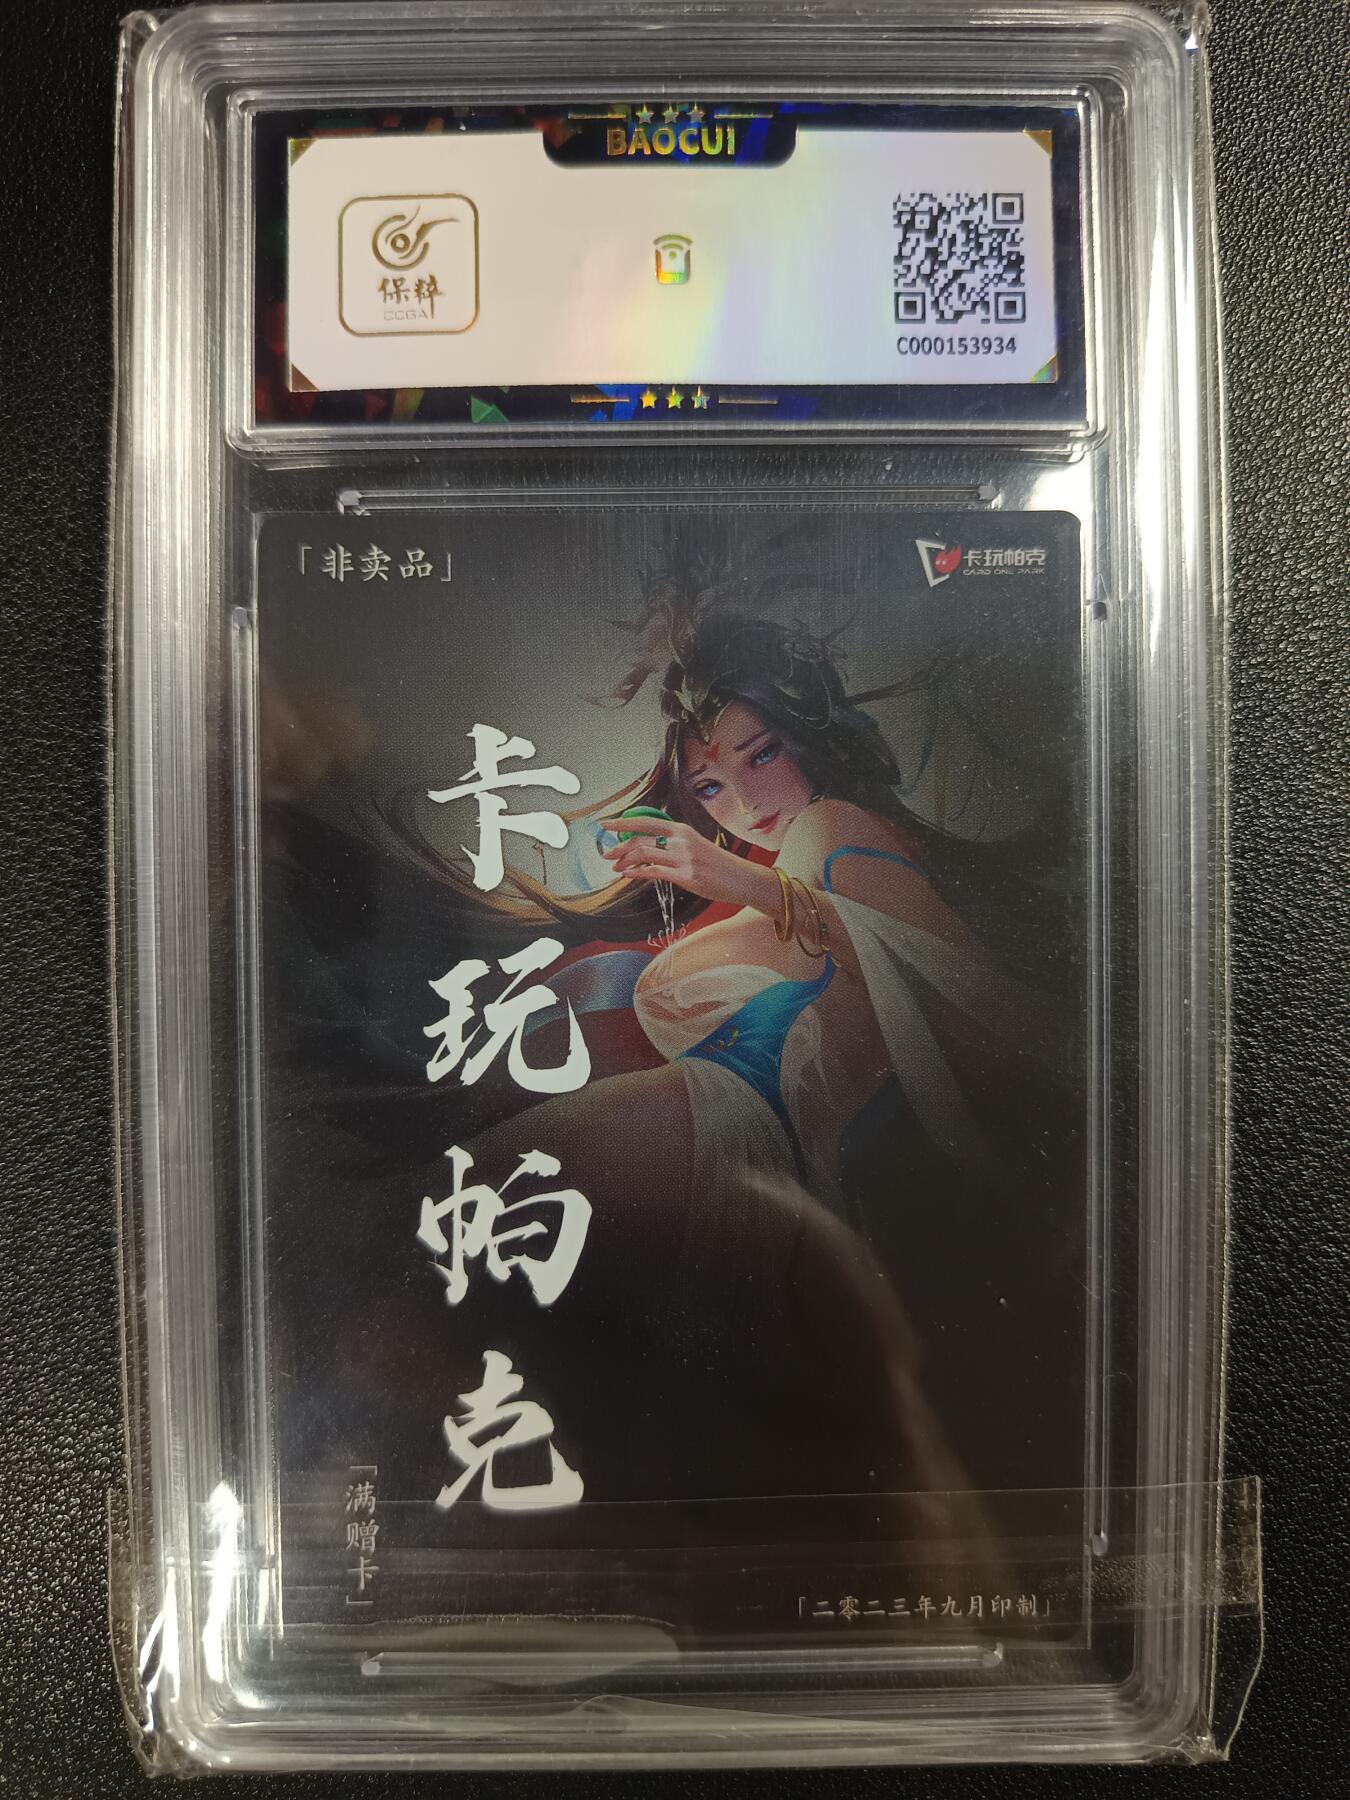 BAOCUI
保粹
CCGA
C000153934
「非卖品」
卡玩帕克
CARD ONE PARK
卡玩帕克
「满赠卡」
「二零二三年九月印制」